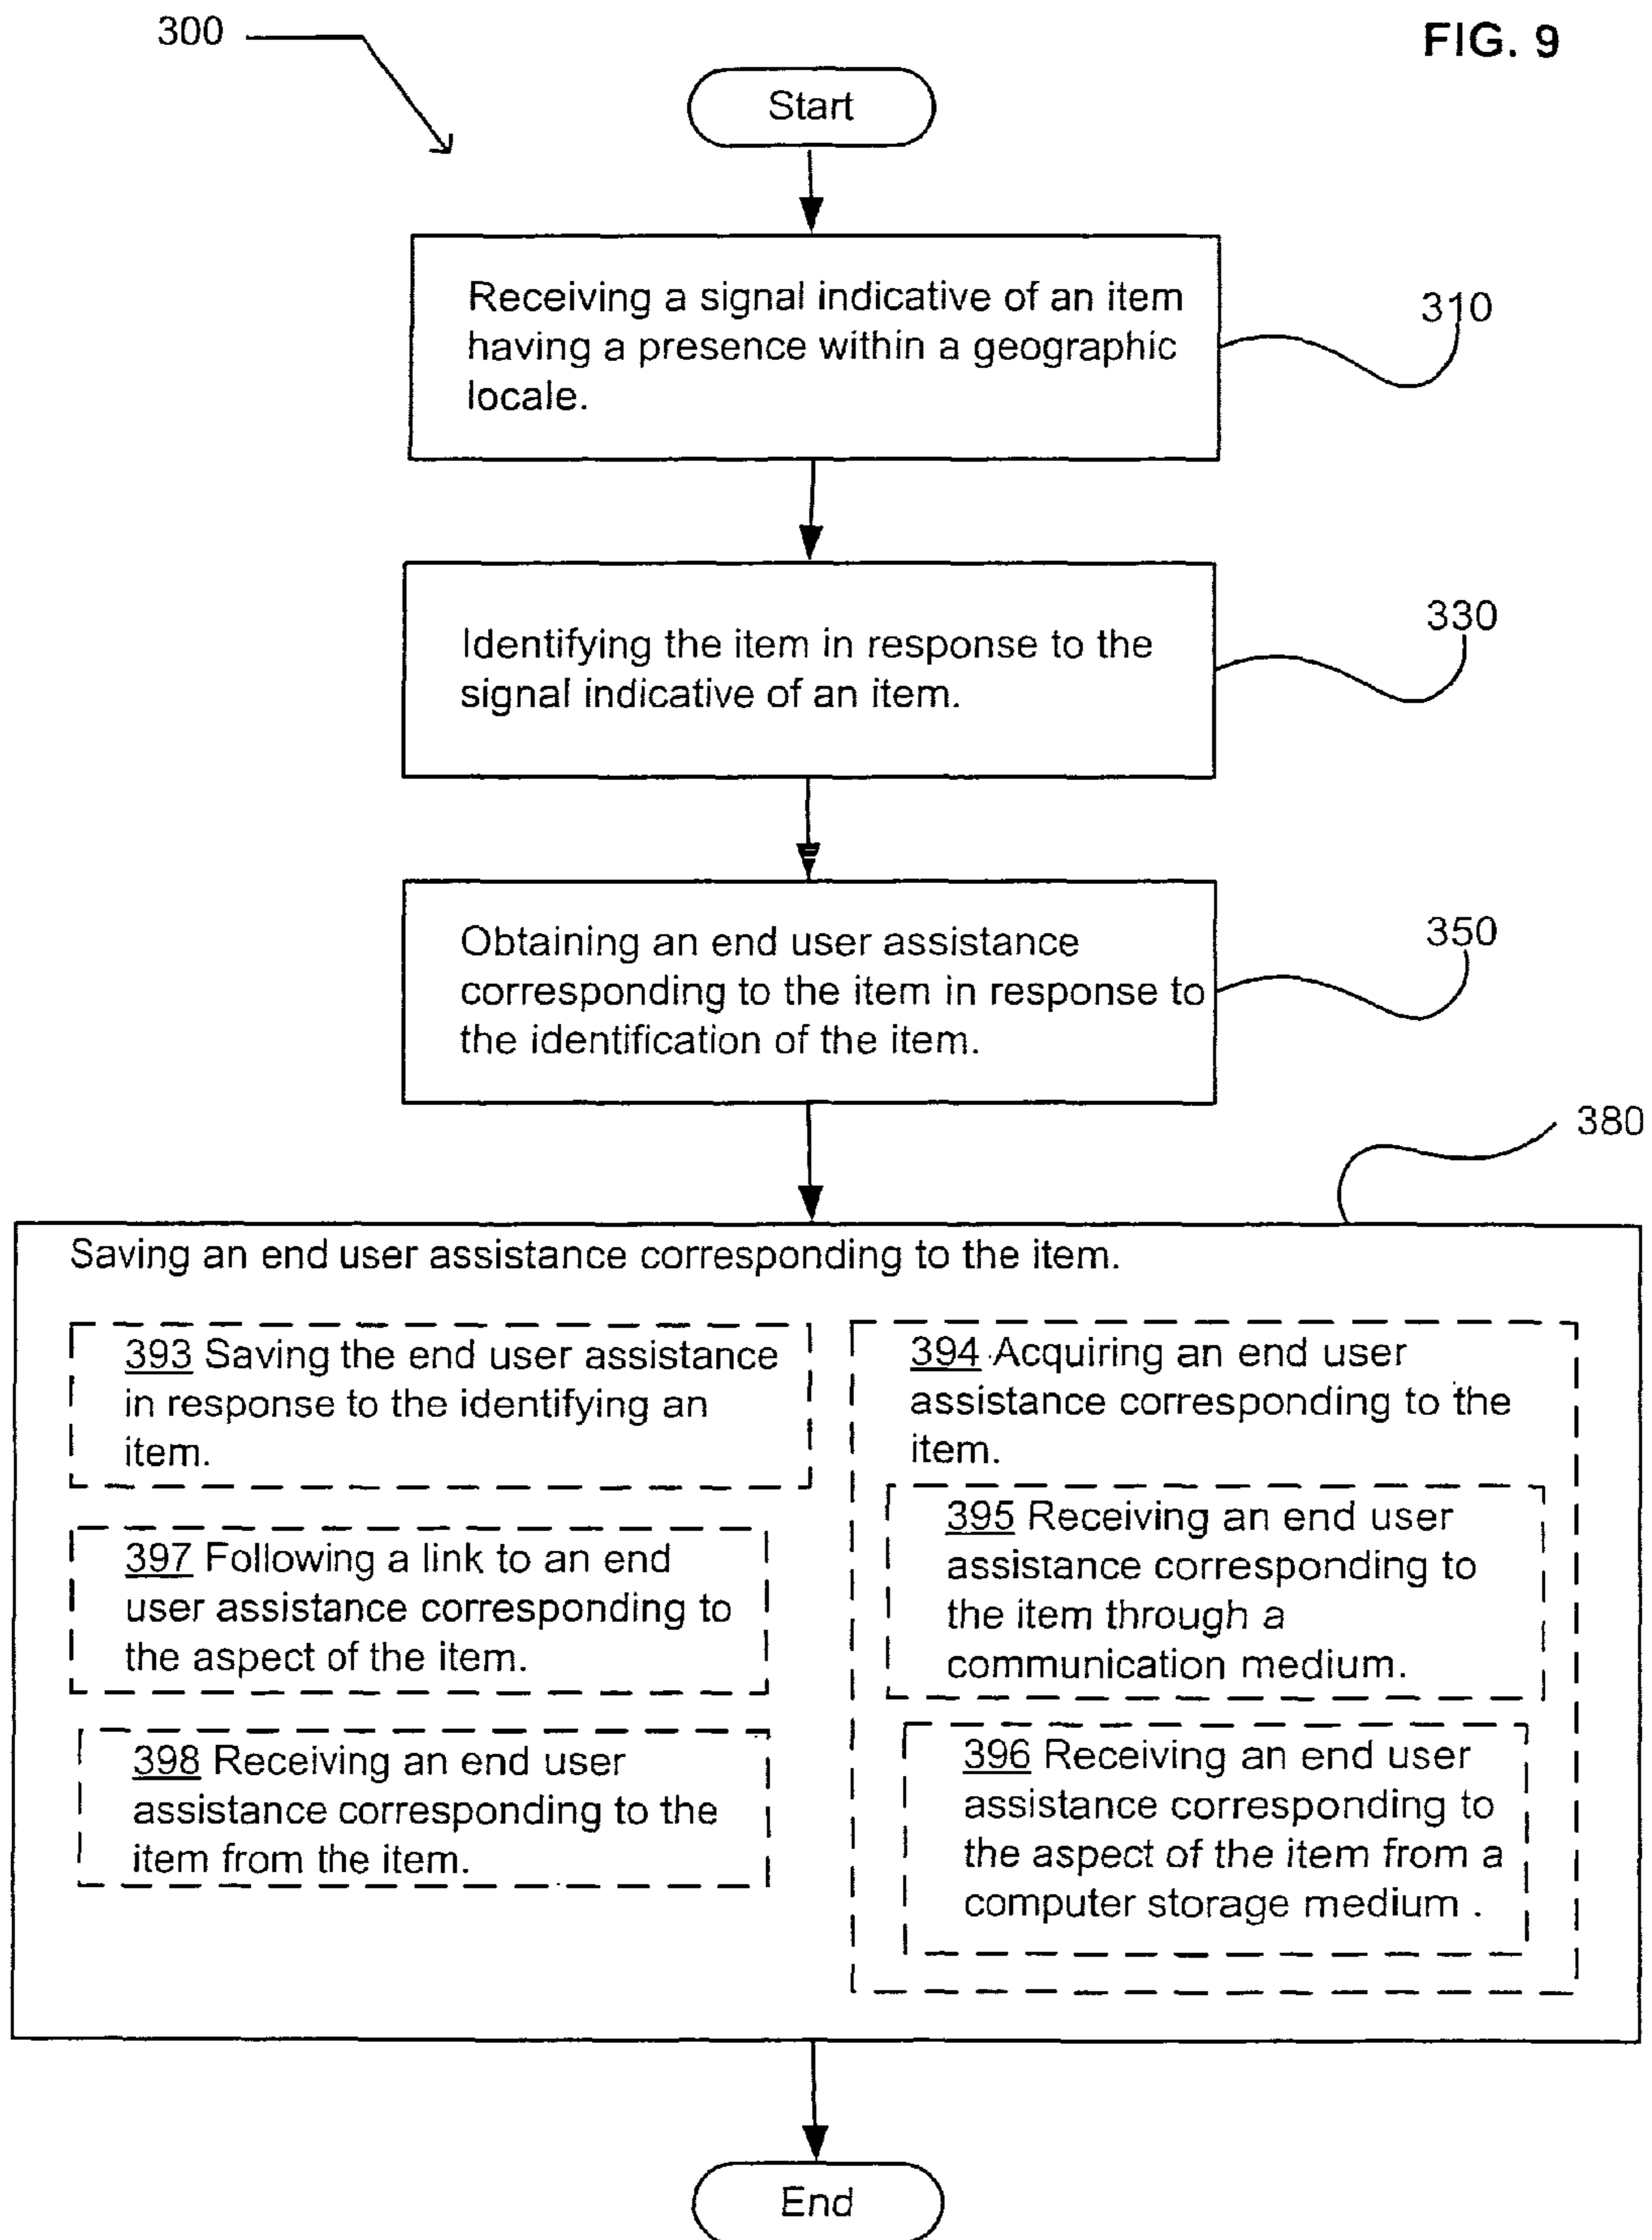 300
FIG. 9
Start
Receiving a signal indicative of an item
having a presence within a geographic
locale.
310
Identifying the item in response to the
signal indicative of an item.
330
Obtaining an end user assistance
corresponding to the item in response to
the identification of the item.
350
380
Saving an end user assistance corresponding to the item.
393 Saving the end user assistance
in response to the identifying an
item.
397 Following a link to an end
user assistance corresponding to
the aspect of the item.
398 Receiving an end user
assistance corresponding to the
item from the item.
394 Acquiring an end user
assistance corresponding to the
item.
395 Receiving an end user
assistance corresponding to
the item through a
communication medium.
396 Receiving an end user
assistance corresponding to
the aspect of the item from a
computer storage medium .
End